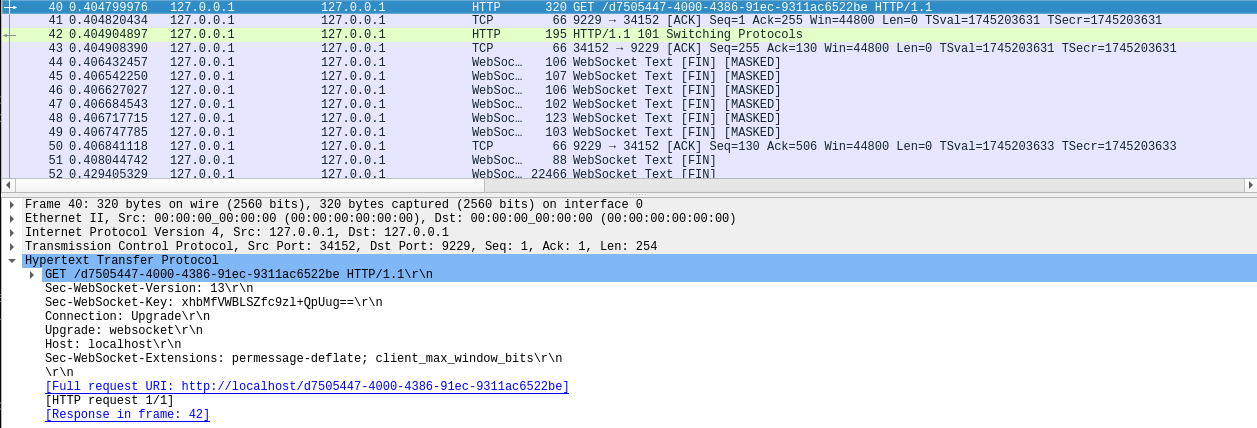 40 0.404799976 127.0.0.1 127.0.0.1 HTTP 320 GET /d7505447-4000-4386-91ec-9311ac6522be HTTP/1.1
41 0.404820434 127.0.0.1 127.0.0.1 TCP 66 9229 → 34152 [ACK] Seq=1 Ack=255 Win=44800 Len=0 TSval=1745203631 TSecr=1745203631
42 0.404904897 127.0.0.1 127.0.0.1 HTTP 195 HTTP/1.1 101 Switching Protocols
43 0.404908390 127.0.0.1 127.0.0.1 TCP 66 34152 → 9229 [ACK] Seq=255 Ack=130 Win=44800 Len=0 TSval=1745203631 TSecr=1745203631
44 0.406432457 127.0.0.1 127.0.0.1 WebSoc… 106 WebSocket Text [FIN] [MASKED]
45 0.406542250 127.0.0.1 127.0.0.1 WebSoc… 107 WebSocket Text [FIN] [MASKED]
46 0.406627027 127.0.0.1 127.0.0.1 WebSoc… 106 WebSocket Text [FIN] [MASKED]
47 0.406684543 127.0.0.1 127.0.0.1 WebSoc… 102 WebSocket Text [FIN] [MASKED]
48 0.406717715 127.0.0.1 127.0.0.1 WebSoc… 123 WebSocket Text [FIN] [MASKED]
49 0.406747785 127.0.0.1 127.0.0.1 WebSoc… 103 WebSocket Text [FIN] [MASKED]
50 0.406841118 127.0.0.1 127.0.0.1 TCP 66 9229 → 34152 [ACK] Seq=130 Ack=506 Win=44800 Len=0 TSval=1745203633 TSecr=1745203633
51 0.408044742 127.0.0.1 127.0.0.1 WebSoc… 88 WebSocket Text [FIN]
52 0.429405329 127.0.0.1 127.0.0.1 WebSoc… 22466 WebSocket Text [FIN]
Frame 40: 320 bytes on wire (2560 bits), 320 bytes captured (2560 bits) on interface 0
Ethernet II, Src: 00:00:00_00:00:00 (00:00:00:00:00:00), Dst: 00:00:00_00:00:00 (00:00:00:00:00:00)
Internet Protocol Version 4, Src: 127.0.0.1, Dst: 127.0.0.1
Transmission Control Protocol, Src Port: 34152, Dst Port: 9229, Seq: 1, Ack: 1, Len: 254
Hypertext Transfer Protocol
GET /d7505447-4000-4386-91ec-9311ac6522be HTTP/1.1\r\n
Sec-WebSocket-Version: 13\r\n
Sec-WebSocket-Key: xhbMfVWBLSZfc9zl+QpUug==\r\n
Connection: Upgrade\r\n
Upgrade: websocket\r\n
Host: localhost\r\n
Sec-WebSocket-Extensions: permessage-deflate; client_max_window_bits\r\n
\r\n
[Full request URI: http://localhost/d7505447-4000-4386-91ec-9311ac6522be]
[HTTP request 1/1]
[Response in frame: 42]